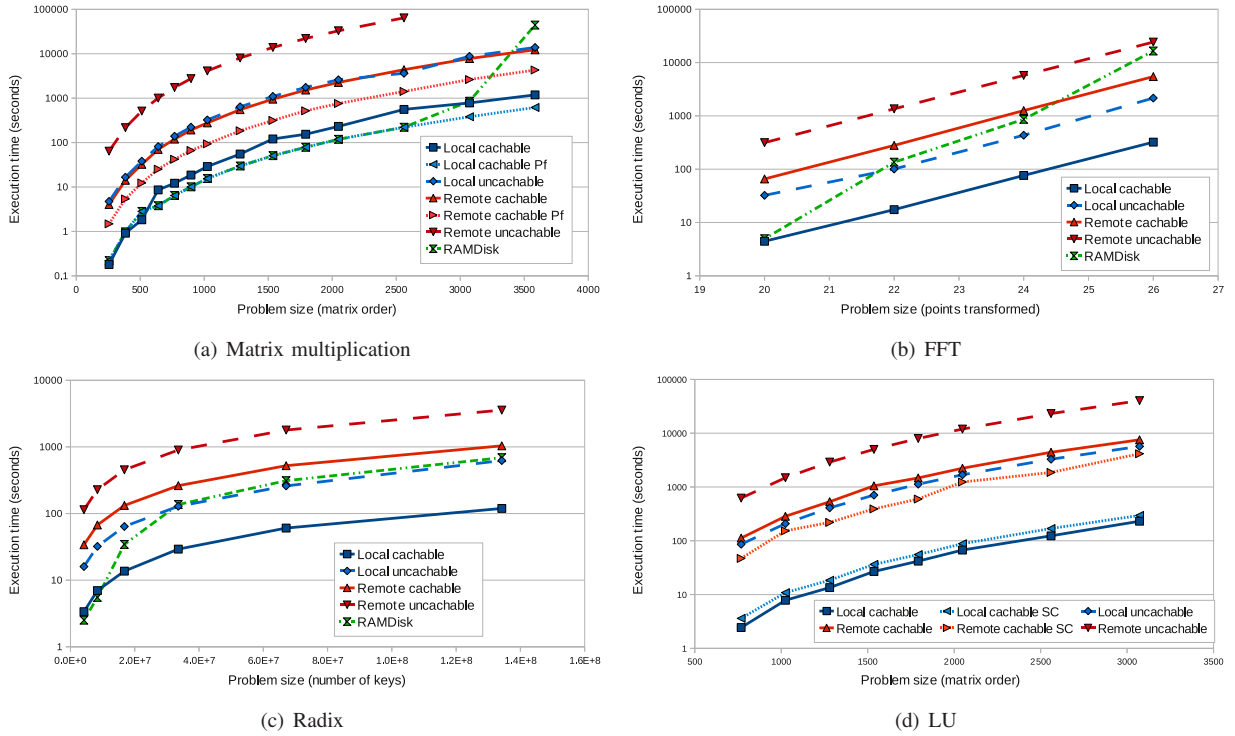 100000
10000
1000
100
10
1
0,1
Execution time (seconds)
0 500 1000 1500 2000 2500 3000 3500 4000
Problem size (matrix order)
Local cachable
Local cachable Pf
Local uncachable
Remote cachable
Remote cachable Pf
Remote uncachable
RAMDisk
(a) Matrix multiplication
100000
10000
1000
100
10
1
Execution time (seconds)
19 20 21 22 23 24 25 26 27
Problem size (points transformed)
Local cachable
Local uncachable
Remote cachable
Remote uncachable
RAMDisk
(b) FFT
10000
1000
100
10
1
Execution time (seconds)
0.E+0 2.E+7 4.E+7 6.E+7 8.E+7 1.E+8 1.2E+8 1.4E+8 1.6E+8
Problem size (number of keys)
Local cachable
Local uncachable
Remote cachable
Remote uncachable
RAMDisk
(c) Radix
100000
10000
1000
100
10
1
Execution time (seconds)
500 1000 1500 2000 2500 3000 3500
Problem size (matrix order)
Local cachable Local cachable SC Local uncachable
Remote cachable Remote cachable SC Remote uncachable
(d) LU